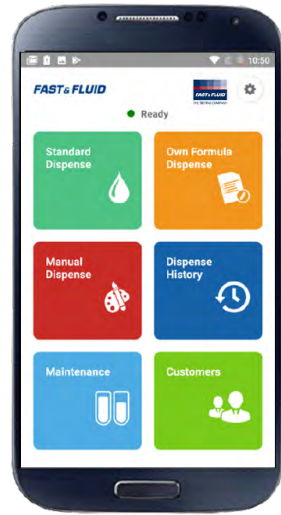 10:50
FAST & FLUID
FAST & FLUID
Ready
Standard
Dispense
Own Formula
Dispense
Manual
Dispense
Dispense
History
Maintenance
Customers